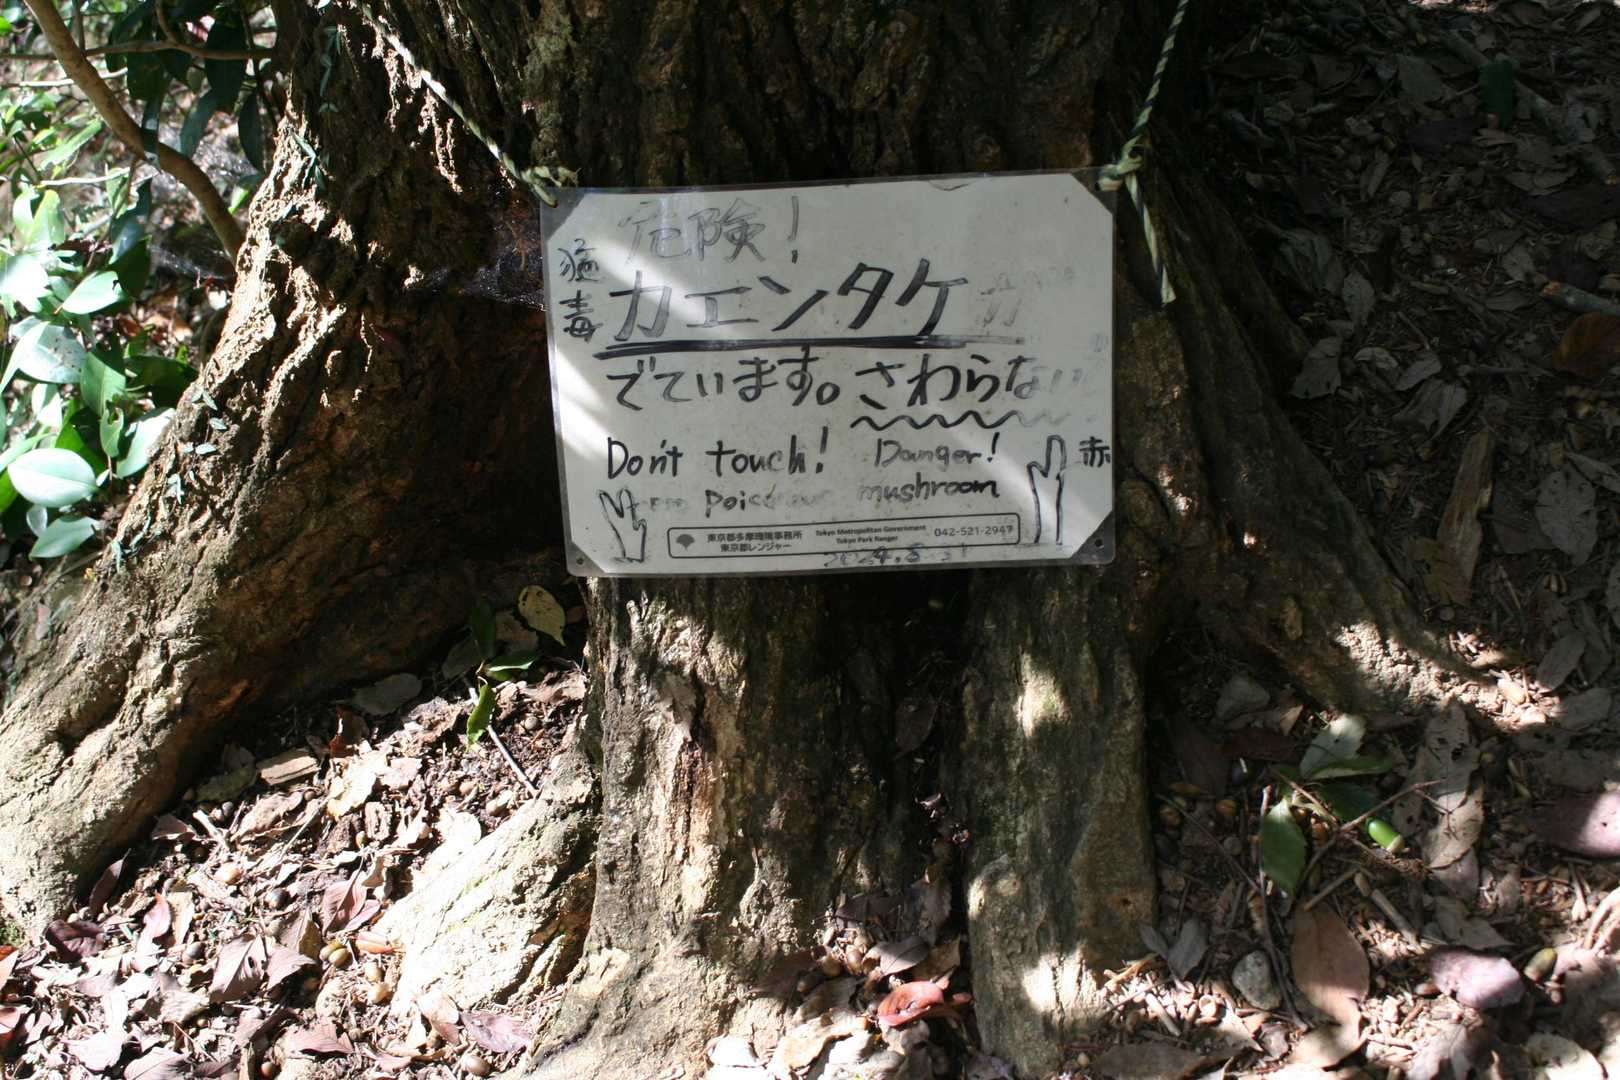 危険!
猛毒
カエンタケ が
でています。さわらない
Don't touch! Danger!
赤
Poisonous mushroom
東京都多摩環境事務所 Tokyo Metropolitan Government 042-521-2947
東京都レンジャー Tokyo Park Ranger